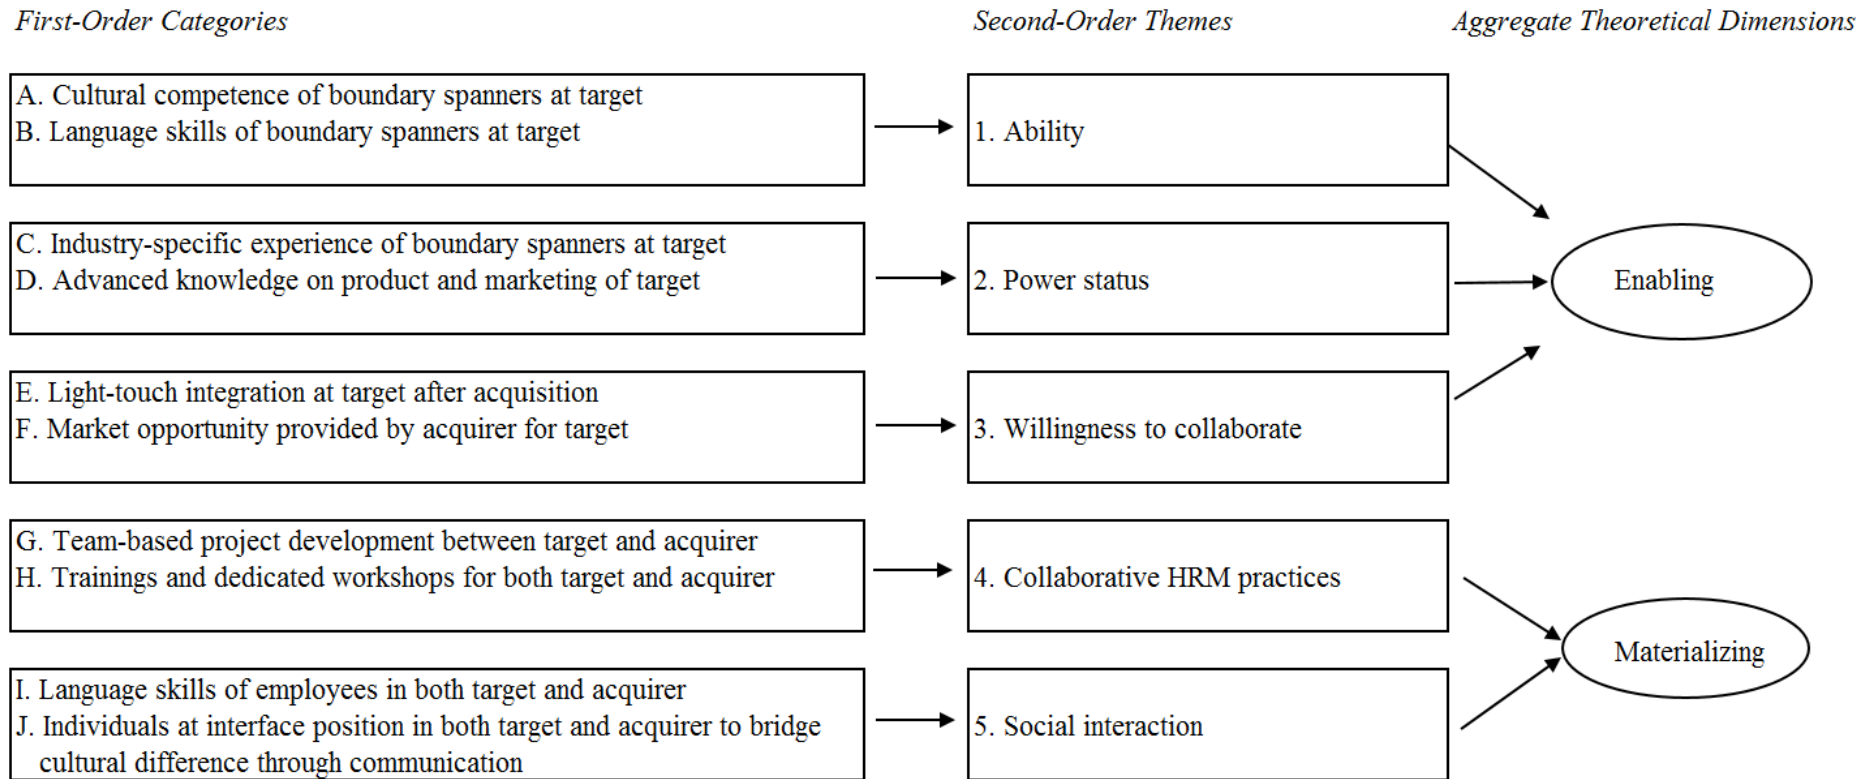 First-Order Categories
Second-Order Themes
Aggregate Theoretical Dimensions
A. Cultural competence of boundary spanners at target
B. Language skills of boundary spanners at target
1. Ability
C. Industry-specific experience of boundary spanners at target
D. Advanced knowledge on product and marketing of target
2. Power status
Enabling
E. Light-touch integration at target after acquisition
F. Market opportunity provided by acquirer for target
3. Willingness to collaborate
G. Team-based project development between target and acquirer
H. Trainings and dedicated workshops for both target and acquirer
4. Collaborative HRM practices
Materializing
I. Language skills of employees in both target and acquirer
J. Individuals at interface position in both target and acquirer to bridge
cultural difference through communication
5. Social interaction